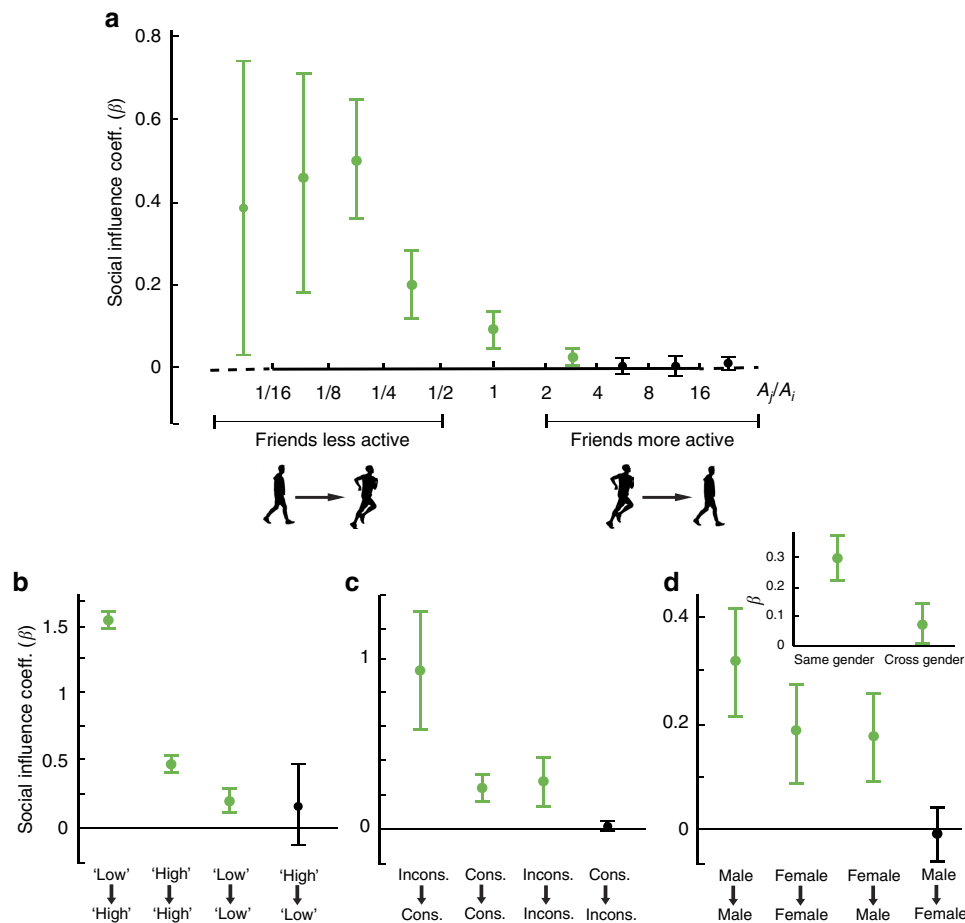 a
Social influence coeff. (β)
0.8
0.6
0.4
0.2
0
1/16 1/8 1/4 1/2 1 2 4 8 16 Aj/Ai
Friends less active Friends more active
b
Social influence coeff. (β)
1.5
1
0.5
0
'Low' 'High' 'Low' 'High'
'High' 'High' 'Low' 'Low'
c
1
0
Incons. Cons. Incons. Cons.
Cons. Cons. Incons. Incons.
d
0.4
0.2
0
Male Female Female Male
Male Female Male Female
β
0.3
0.2
0.1
0
Same gender Cross gender